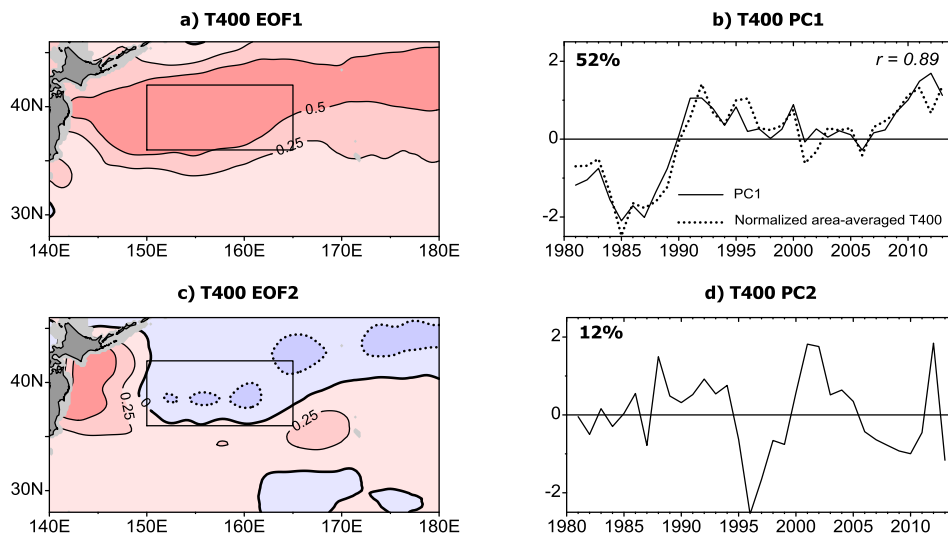 a) T400 EOF1
b) T400 PC1
40N
30N
0.5
0.25
140E 150E 160E 170E 180E
52%
r = 0.89
2
0
-2
PC1
Normalized area-averaged T400
1980 1985 1990 1995 2000 2005 2010
c) T400 EOF2
d) T400 PC2
40N
30N
0.25
0
0.25
140E 150E 160E 170E 180E
12%
2
0
-2
1980 1985 1990 1995 2000 2005 2010